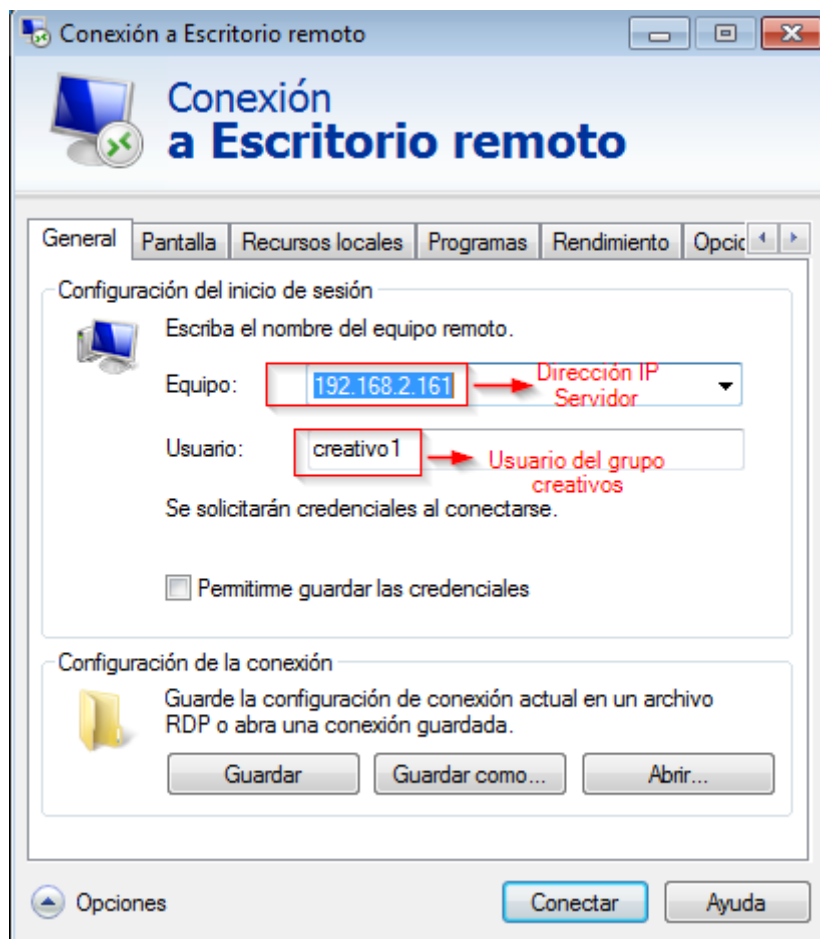 Conexión a Escritorio remoto
Conexión
a Escritorio remoto
General Pantalla Recursos locales Programas Rendimiento Opcic
Configuración del inicio de sesión
Escriba el nombre del equipo remoto.
Equipo: 192.168.2.161 Dirección IP
Servidor
Usuario: creativo1 Usuario del grupo
creativos
Se solicitarán credenciales al conectarse.
Permitirme guardar las credenciales
Configuración de la conexión
Guarde la configuración de conexión actual en un archivo
RDP o abra una conexión guardada.
Guardar Guardar como... Abrir...
Opciones Conectar Ayuda